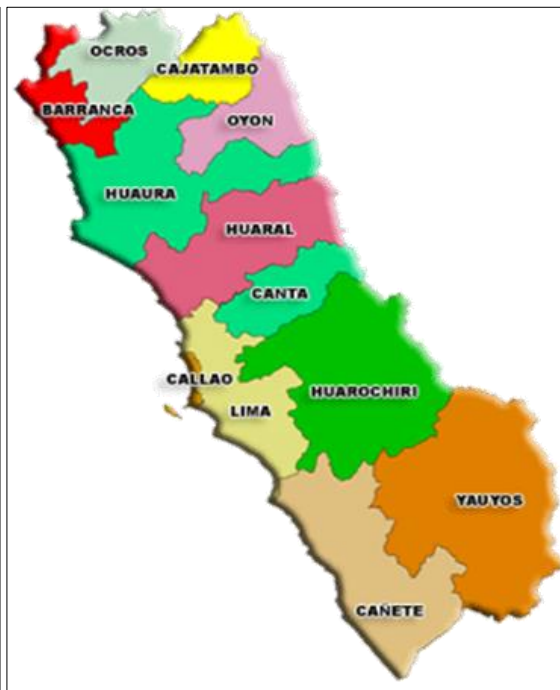 OCROS
CAJATAMBO
BARRANCA
OYON
HUAURA
HUARAL
CANTA
CALLAO
HUAROCHIRI
LIMA
YAUYOS
CAÑETE